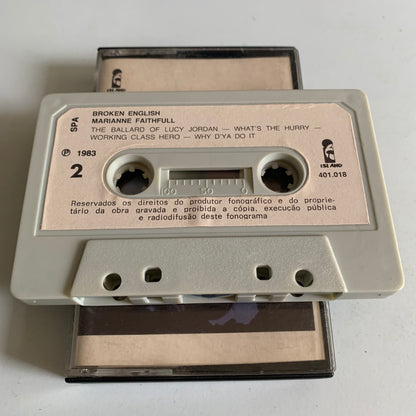 SPA
BROKEN ENGLISH
MARIANNE FAITHFULL
THE BALLARD OF LUCY JORDAN — WHAT'S THE HURRY —
WORKING CLASS HERO — WHY D'YA DO IT
Ⓟ 1983
2
ISLAND
401.018
100 50 0
Reservados os direitos do produtor fonográfico e do proprie-
tário da obra gravada e proibida a cópia, execução pública
e radiodifusão deste fonograma